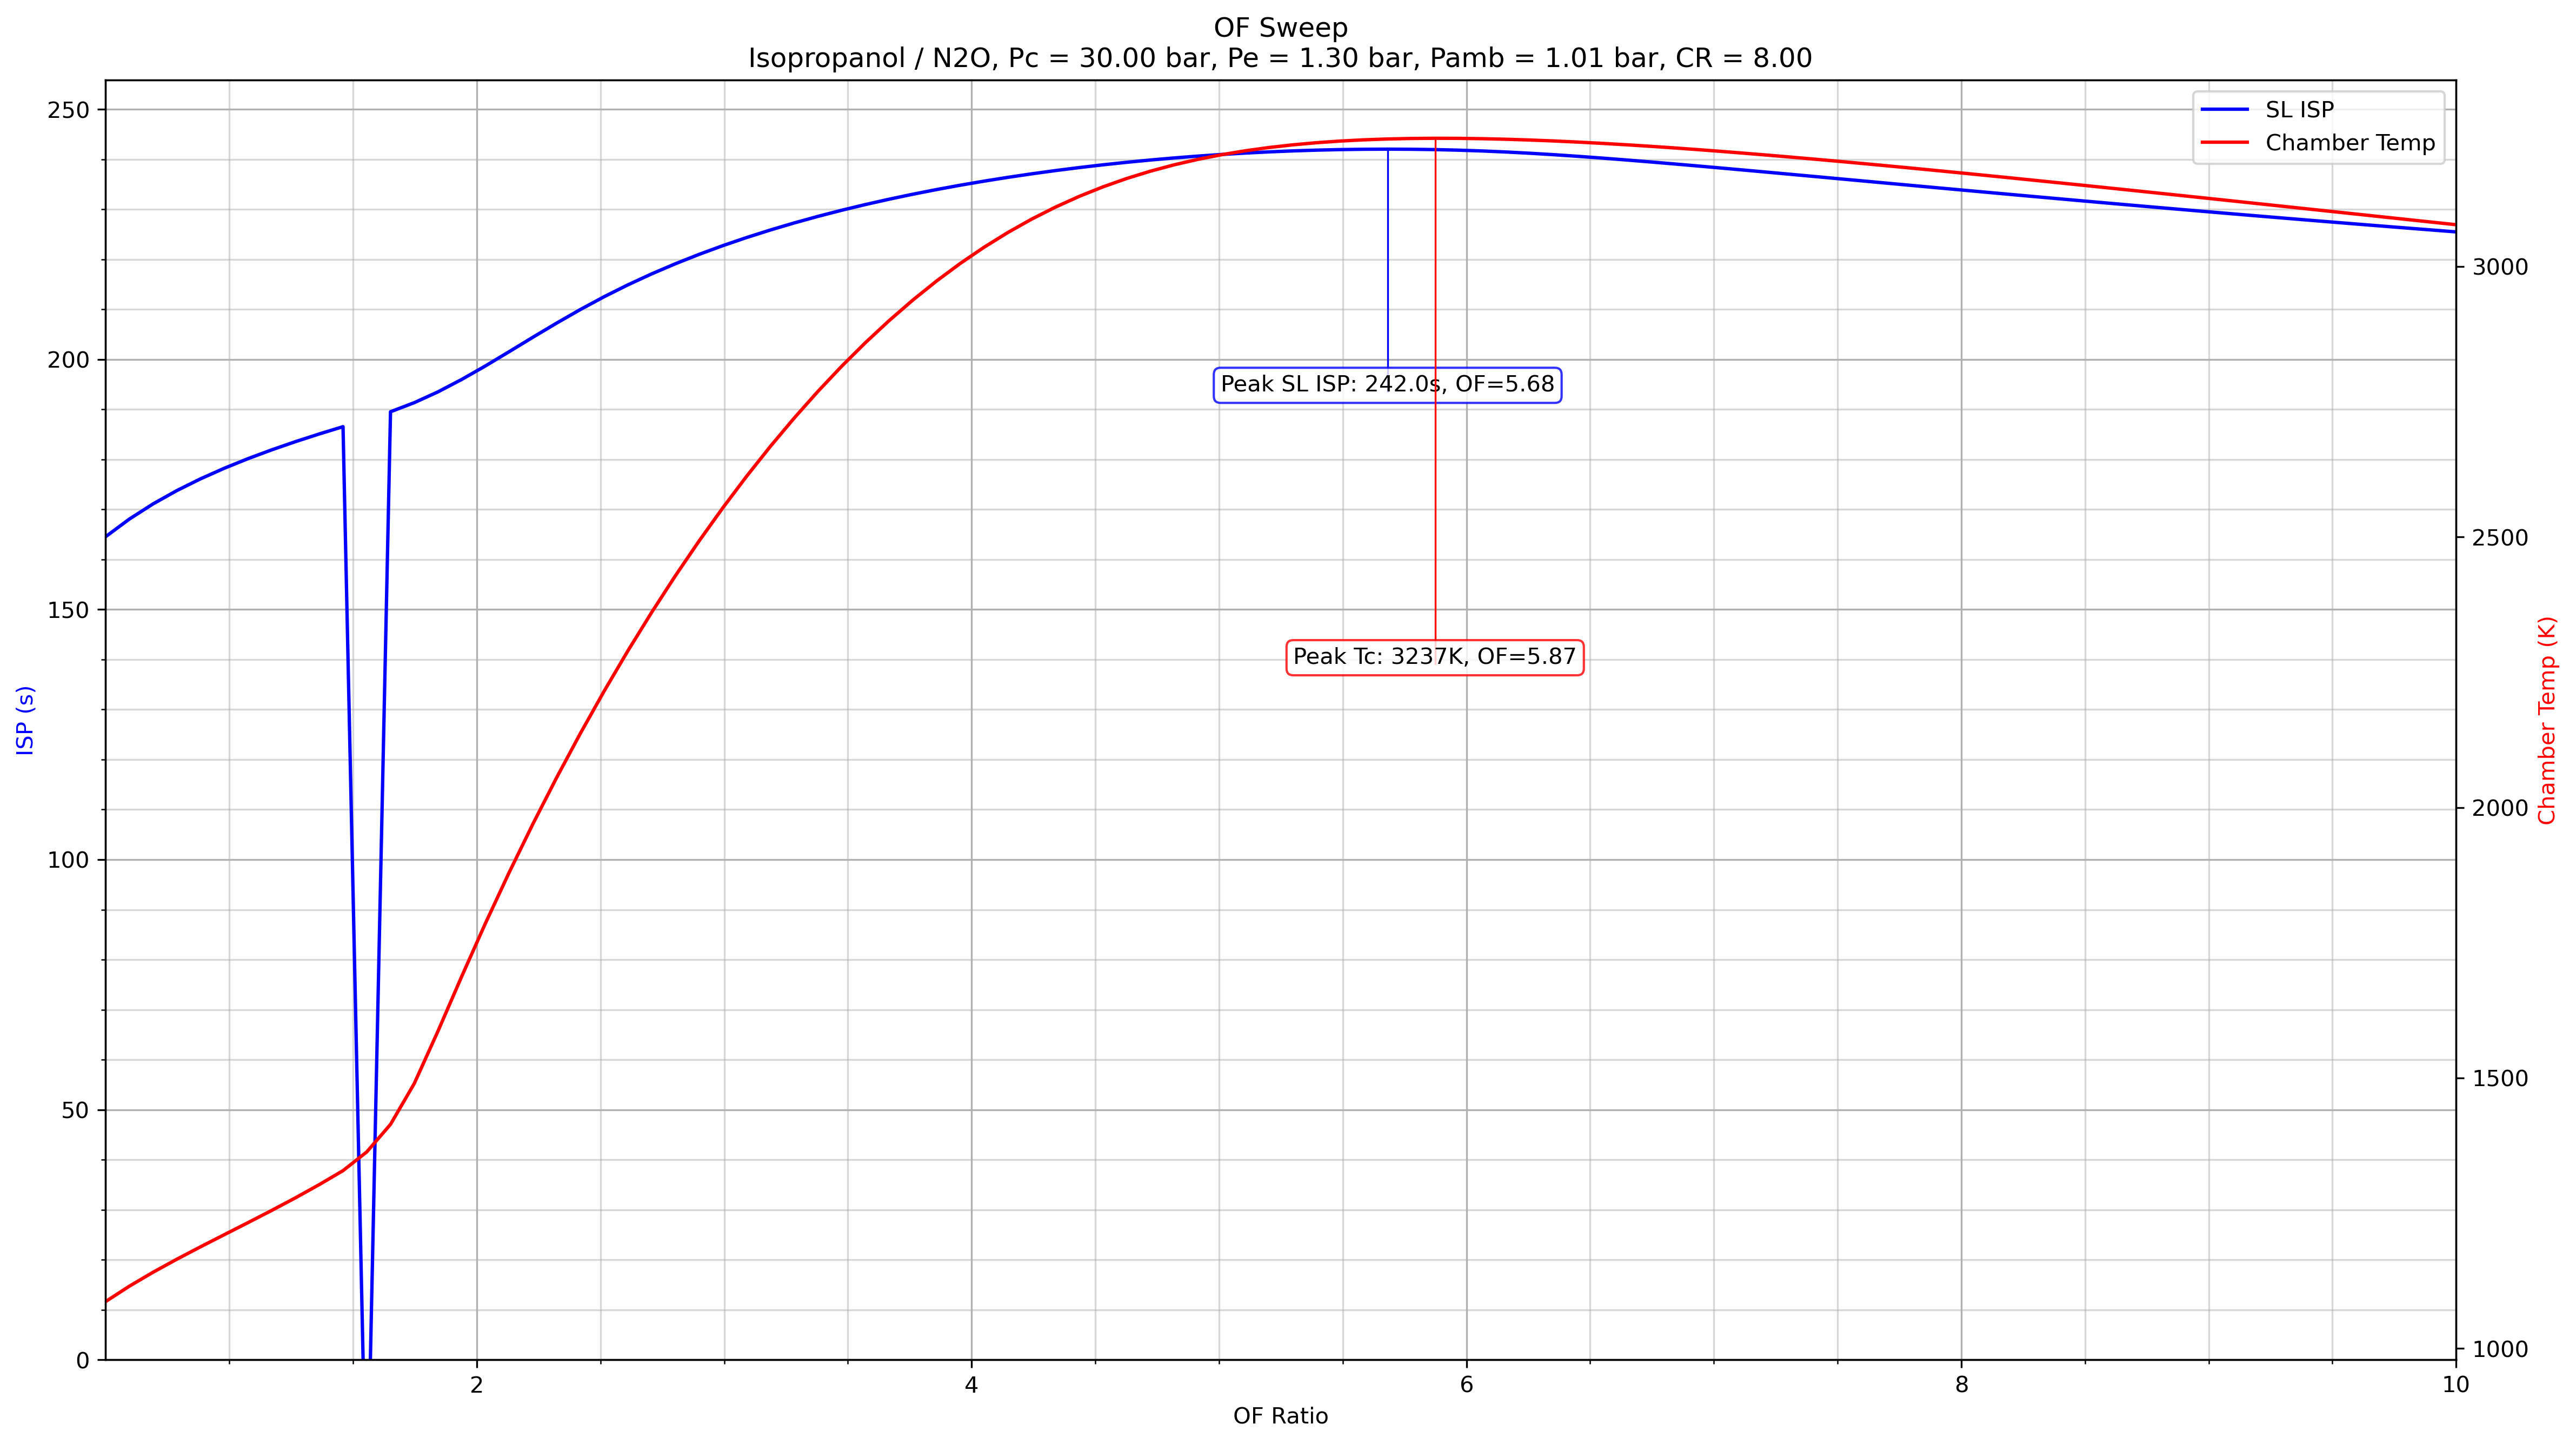 OF Sweep
Isopropanol / N2O, Pc = 30.00 bar, Pe = 1.30 bar, Pamb = 1.01 bar, CR = 8.00
SL ISP
Chamber Temp
250
200
150
100
50
0
ISP (s)
Peak SL ISP: 242.0s, OF=5.68
Peak Tc: 3237K, OF=5.87
3000
2500
2000
1500
1000
Chamber Temp (K)
2
4
6
8
10
OF Ratio